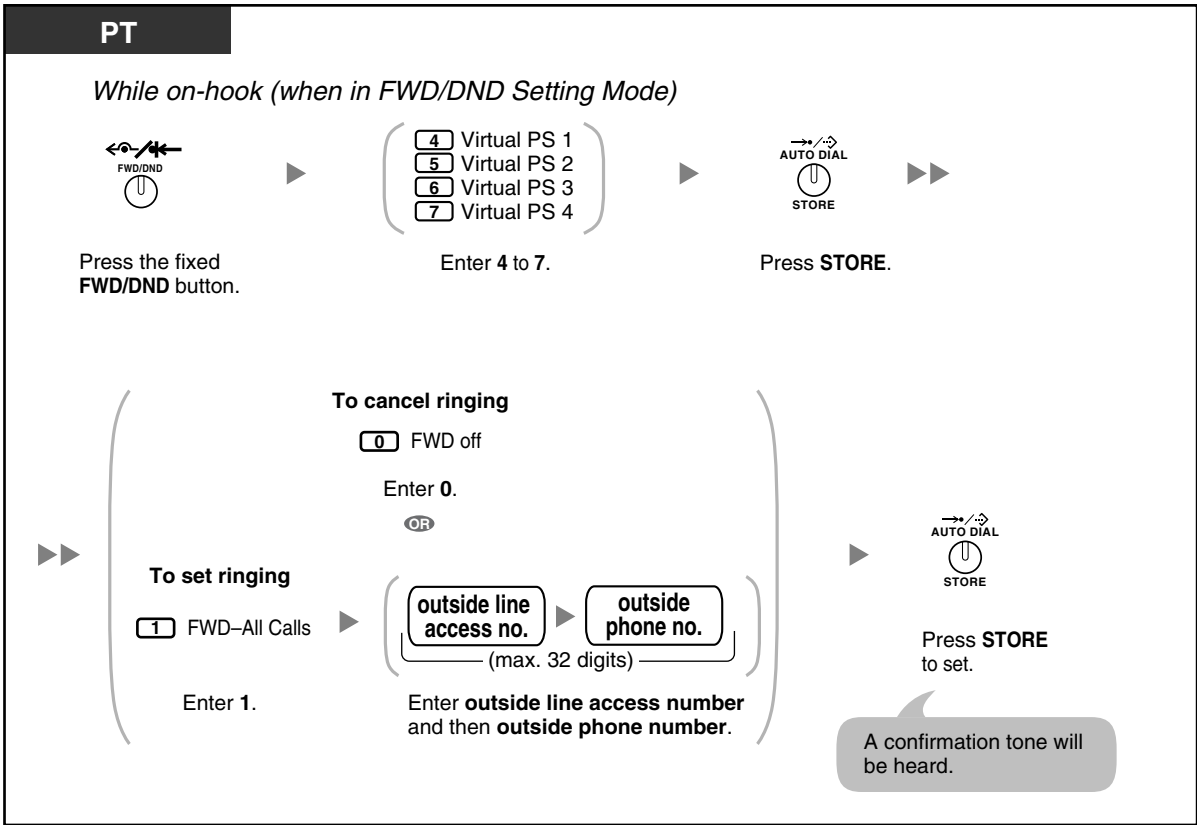 PT
While on-hook (when in FWD/DND Setting Mode)
FWD/DND
Press the fixed
FWD/DND button.
4 Virtual PS 1
5 Virtual PS 2
6 Virtual PS 3
7 Virtual PS 4
Enter 4 to 7.
AUTO DIAL
STORE
Press STORE.
To cancel ringing
0 FWD off
Enter 0.
OR
To set ringing
1 FWD–All Calls
Enter 1.
outside line
access no.
outside
phone no.
(max. 32 digits)
Enter outside line access number
and then outside phone number.
AUTO DIAL
STORE
Press STORE
to set.
A confirmation tone will
be heard.